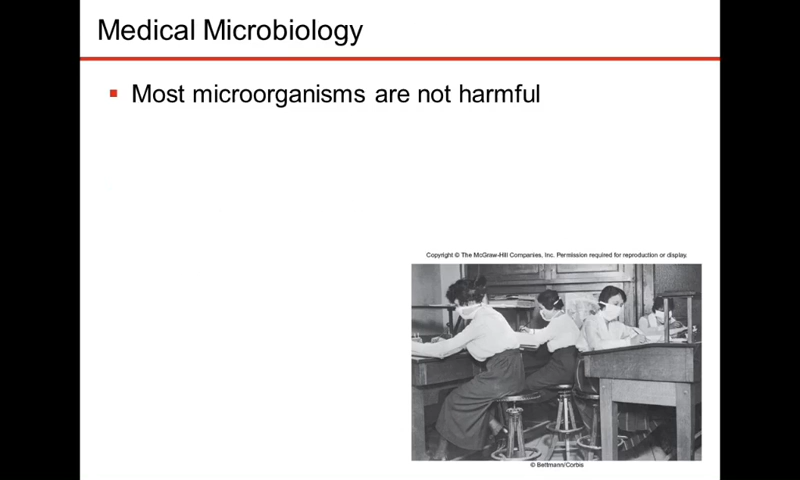 Medical Microbiology
Most microorganisms are not harmful
Copyright © The McGraw-Hill Companies, Inc. Permission required for reproduction or display.
© Bettmann/Corbis